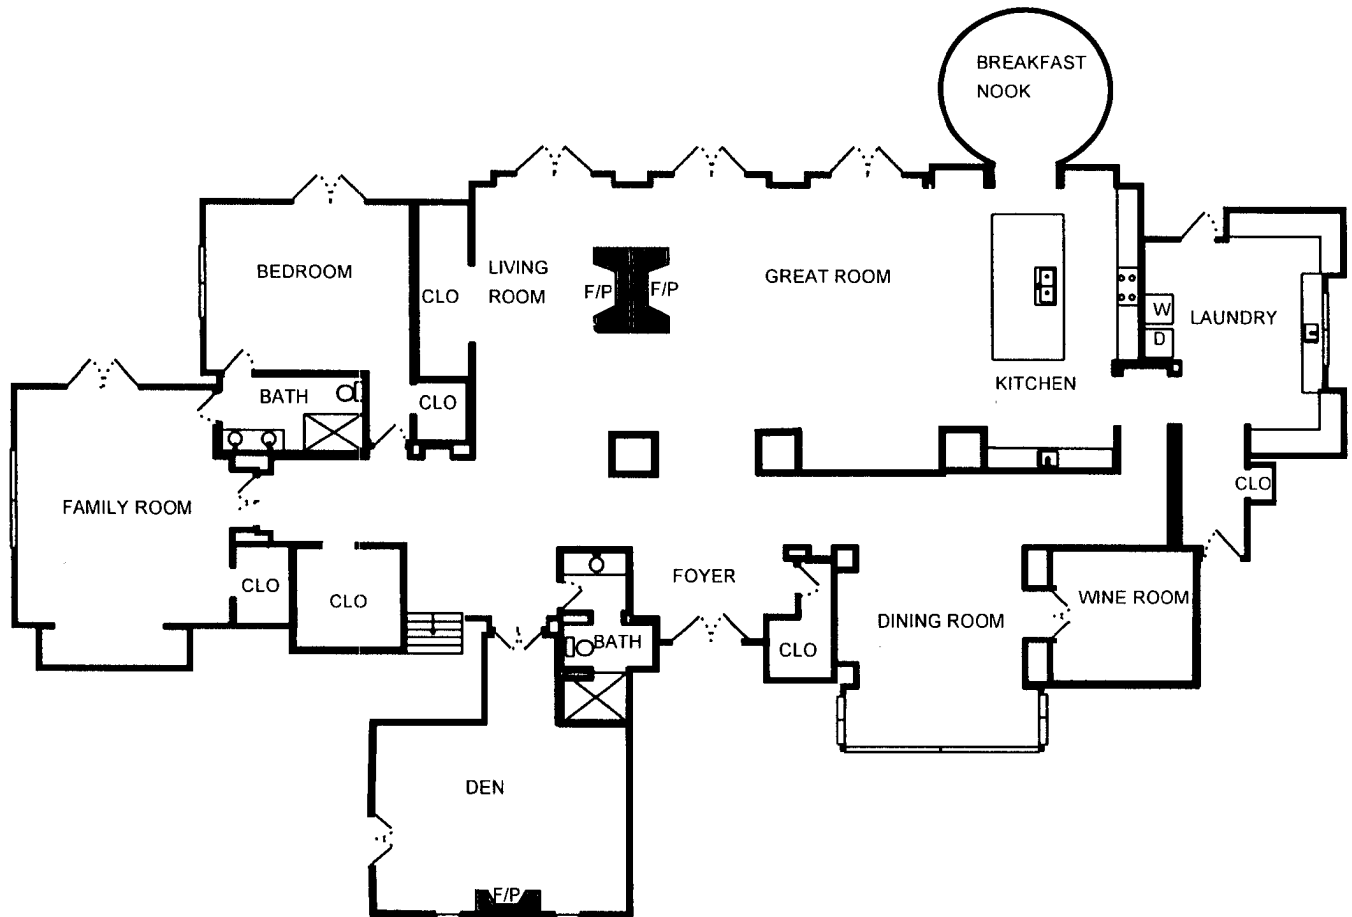 BREAKFAST
NOOK
BEDROOM
LIVING
ROOM
CLO
F/P
F/P
GREAT ROOM
W
D
LAUNDRY
KITCHEN
BATH
CLO
FAMILY ROOM
CLO
CLO
CLO
FOYER
BATH
CLO
DINING ROOM
WINE ROOM
DEN
F/P